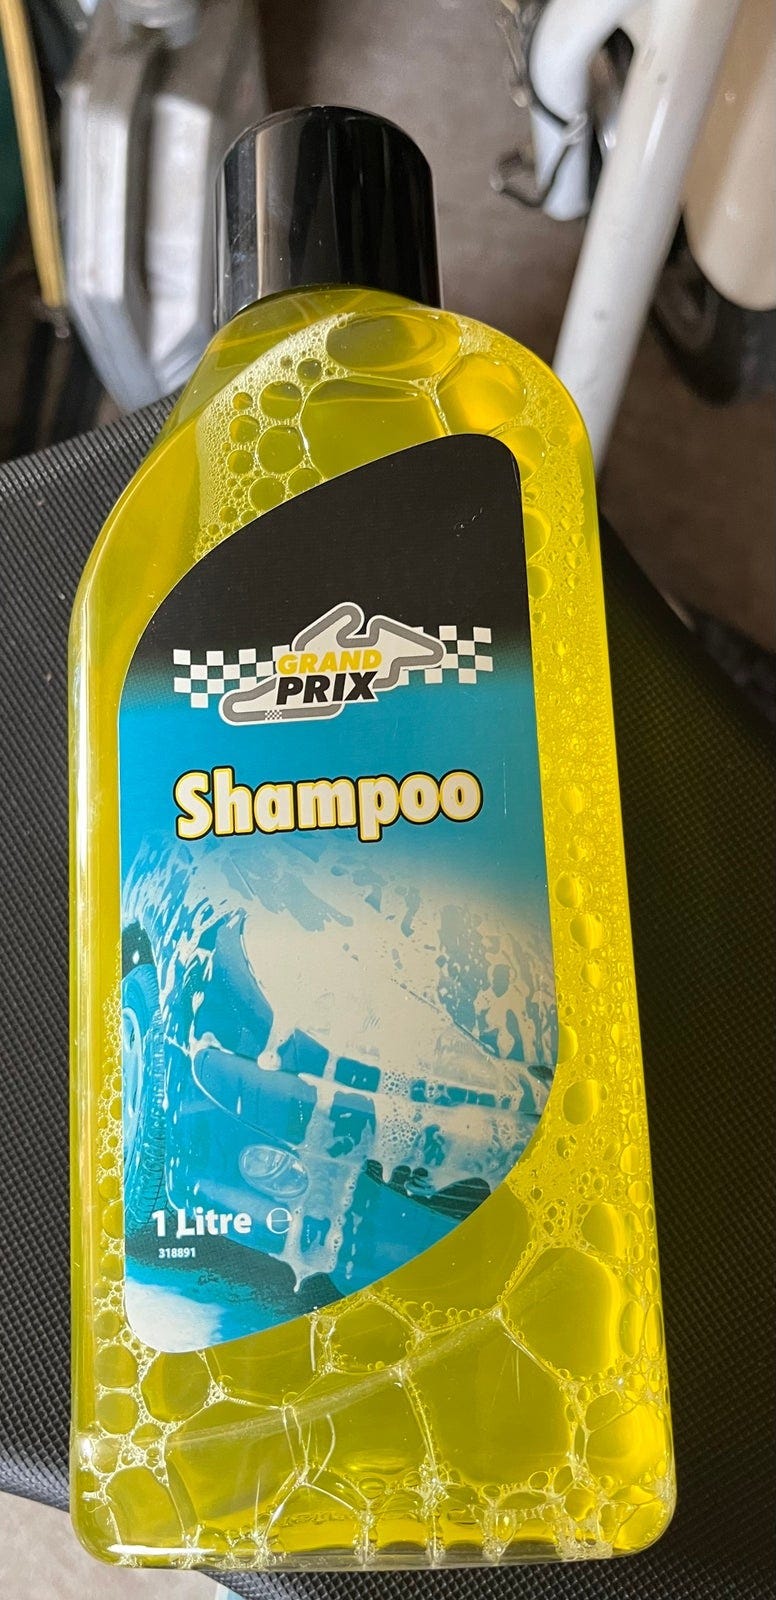 GRAND
PRIX
Shampoo
1 Litre ℮
318891